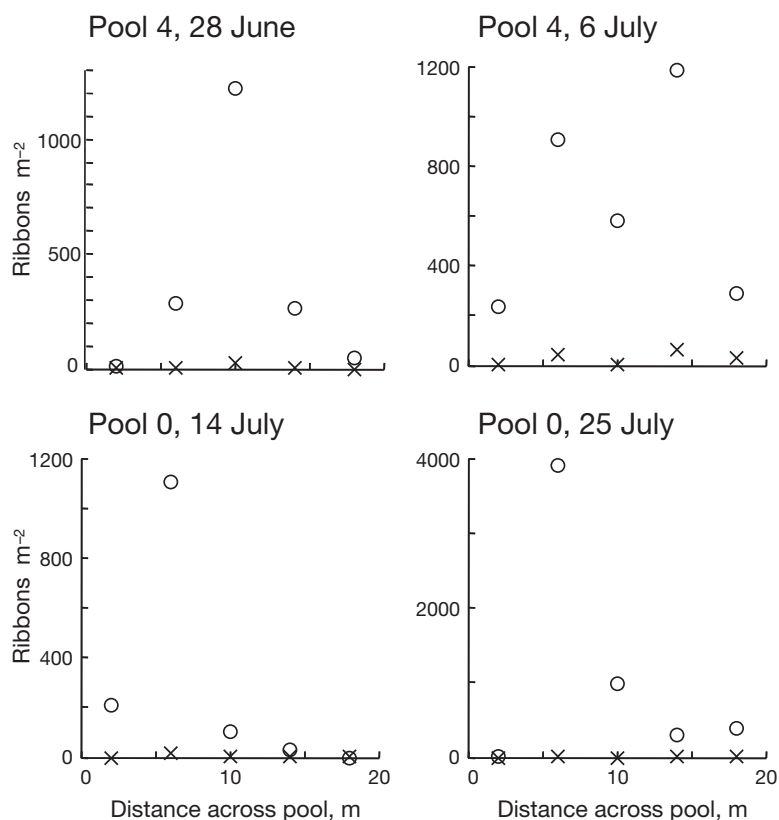 Pool 4, 28 June
Pool 4, 6 July
Ribbons m⁻²
1000
500
0
1200
800
400
0
Pool 0, 14 July
Pool 0, 25 July
Ribbons m⁻²
1200
800
400
0
4000
2000
0
0 10 20
0 10 20
Distance across pool, m
Distance across pool, m